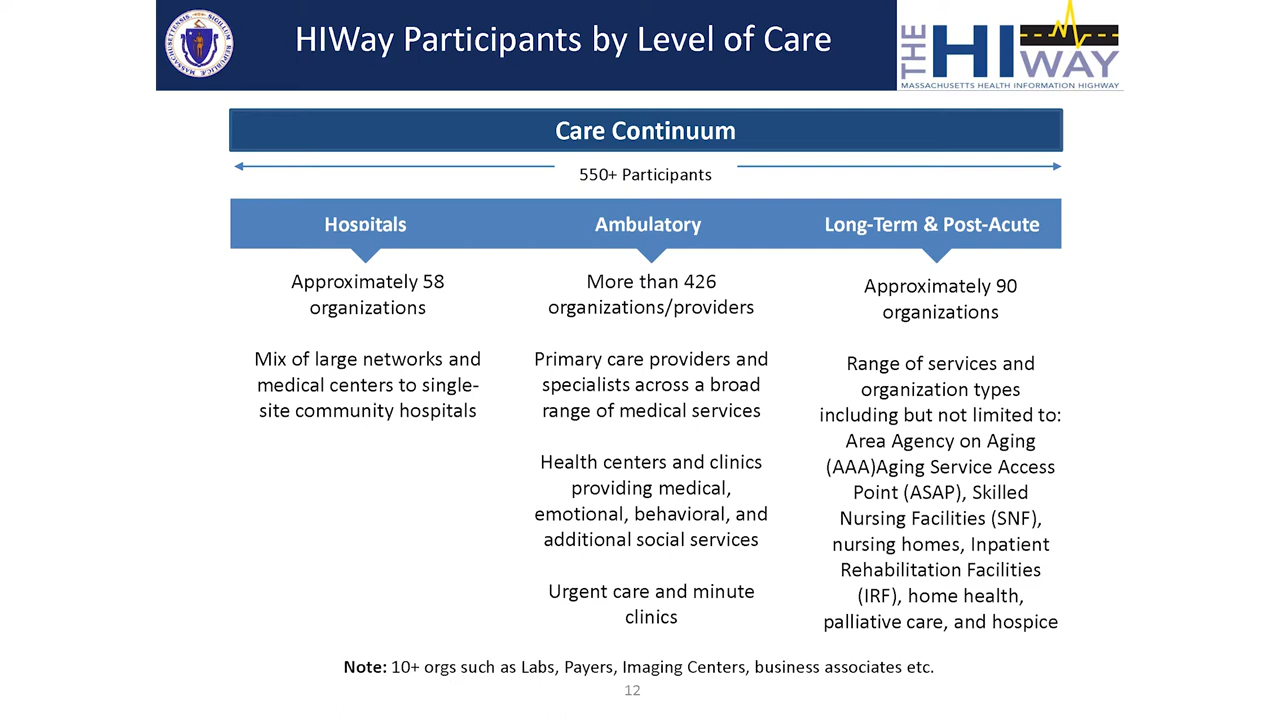 HIWay Participants by Level of Care
THE HIWAY
MASSACHUSETTS HEALTH INFORMATION HIGHWAY
Care Continuum
550+ Participants
Hospitals
Approximately 58
organizations
Mix of large networks and
medical centers to single-
site community hospitals
Ambulatory
More than 426
organizations/providers
Primary care providers and
specialists across a broad
range of medical services
Health centers and clinics
providing medical,
emotional, behavioral, and
additional social services
Urgent care and minute
clinics
Long-Term & Post-Acute
Approximately 90
organizations
Range of services and
organization types
including but not limited to:
Area Agency on Aging
(AAA)Aging Service Access
Point (ASAP), Skilled
Nursing Facilities (SNF),
nursing homes, Inpatient
Rehabilitation Facilities
(IRF), home health,
palliative care, and hospice
Note: 10+ orgs such as Labs, Payers, Imaging Centers, business associates etc.
12